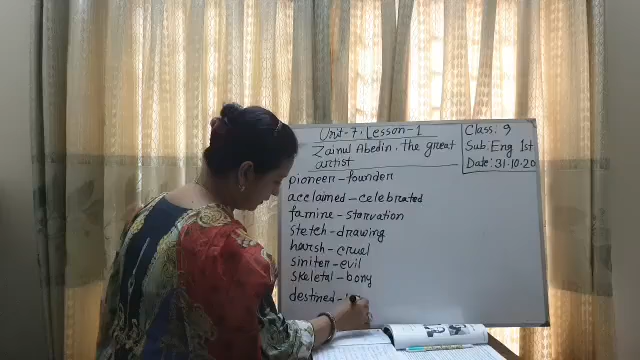 Unit-7, Lesson-1
Zainul Abedin, the great
artist
Class: 9
Sub: Eng 1st
Date: 31.10.20
pioneer - founder
acclaimed - celebrated
famine - starvation
stetch - drawing
harsh - cruel
siniter - evil
skeletal - bony
destined -